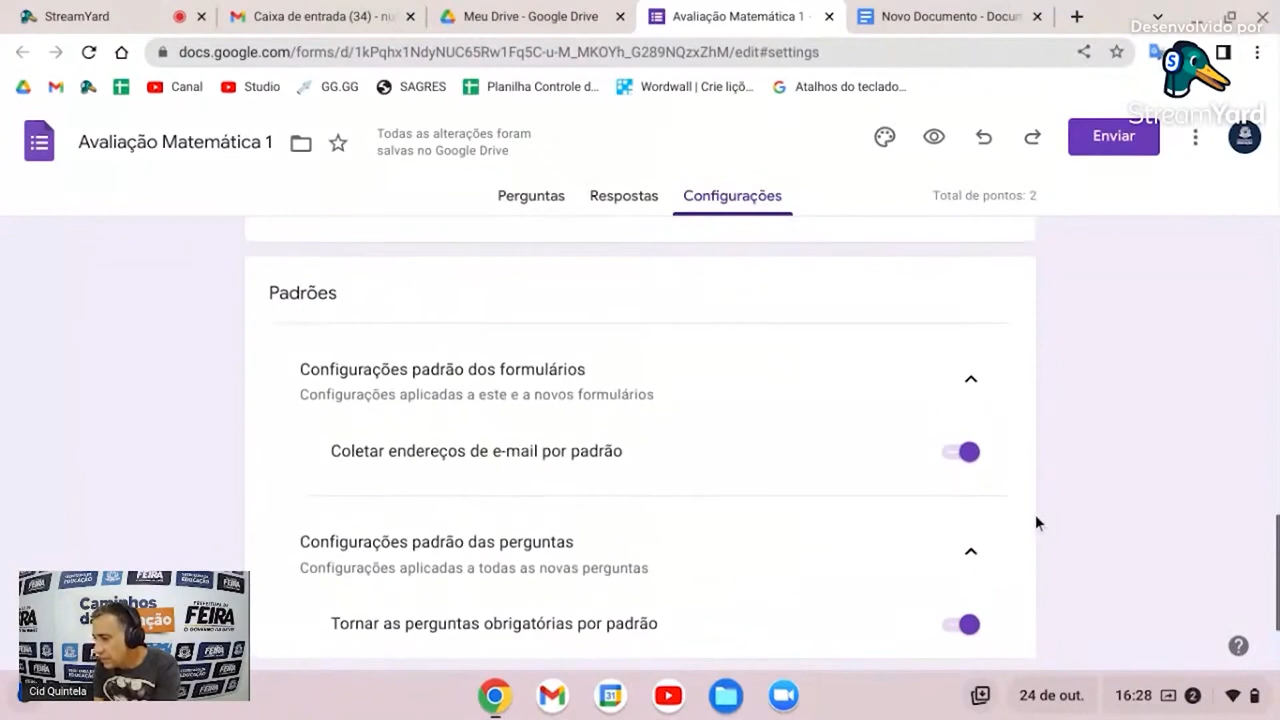 StreamYard
Caixa de entrada (34) - nu
Meu Drive - Google Drive
Avaliação Matemática 1 -
Novo Documento - Docum
Desenvolvido por
StreamYard
docs.google.com/forms/d/1kPqhx1NdyNUC65Rw1Fq5C-u-M_MKOYh_G289NQzxZhM/edit#settings
Canal
Studio
GG.GG
SAGRES
Planilha Controle d...
Wordwall | Crie liçõ...
Atalhos do teclado...
Avaliação Matemática 1
Todas as alterações foram
salvas no Google Drive
Enviar
Perguntas
Respostas
Configurações
Total de pontos: 2
Padrões
Configurações padrão dos formulários
Configurações aplicadas a este e a novos formulários
Coletar endereços de e-mail por padrão
Configurações padrão das perguntas
Configurações aplicadas a todas as novas perguntas
Tornar as perguntas obrigatórias por padrão
PREFEITURA DE
FEIRA
Cid Quintela
24 de out.
16:28
2